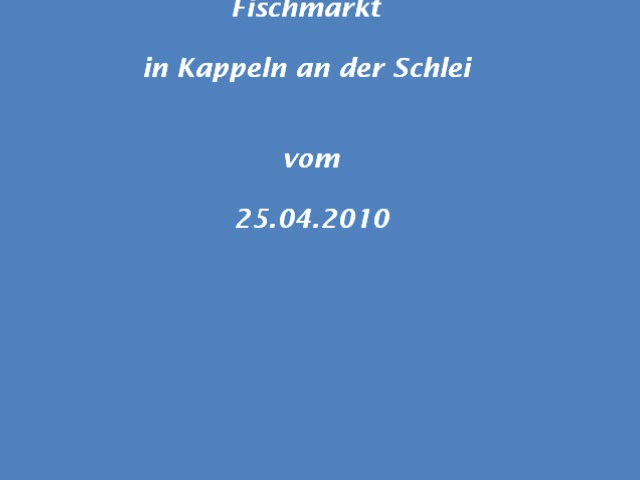 Fischmarkt
in Kappeln an der Schlei
vom
25.04.2010